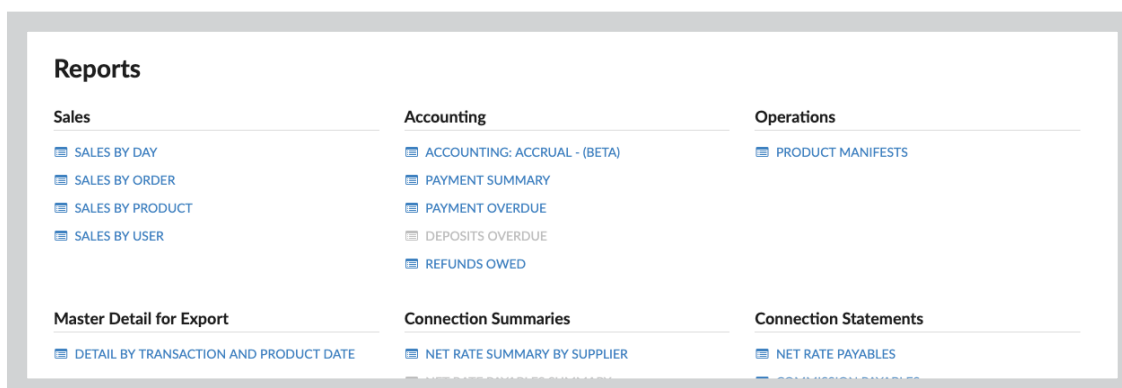 Reports
Sales
SALES BY DAY
SALES BY ORDER
SALES BY PRODUCT
SALES BY USER
Accounting
ACCOUNTING: ACCRUAL - (BETA)
PAYMENT SUMMARY
PAYMENT OVERDUE
DEPOSITS OVERDUE
REFUNDS OWED
Operations
PRODUCT MANIFESTS
Master Detail for Export
DETAIL BY TRANSACTION AND PRODUCT DATE
Connection Summaries
NET RATE SUMMARY BY SUPPLIER
Connection Statements
NET RATE PAYABLES